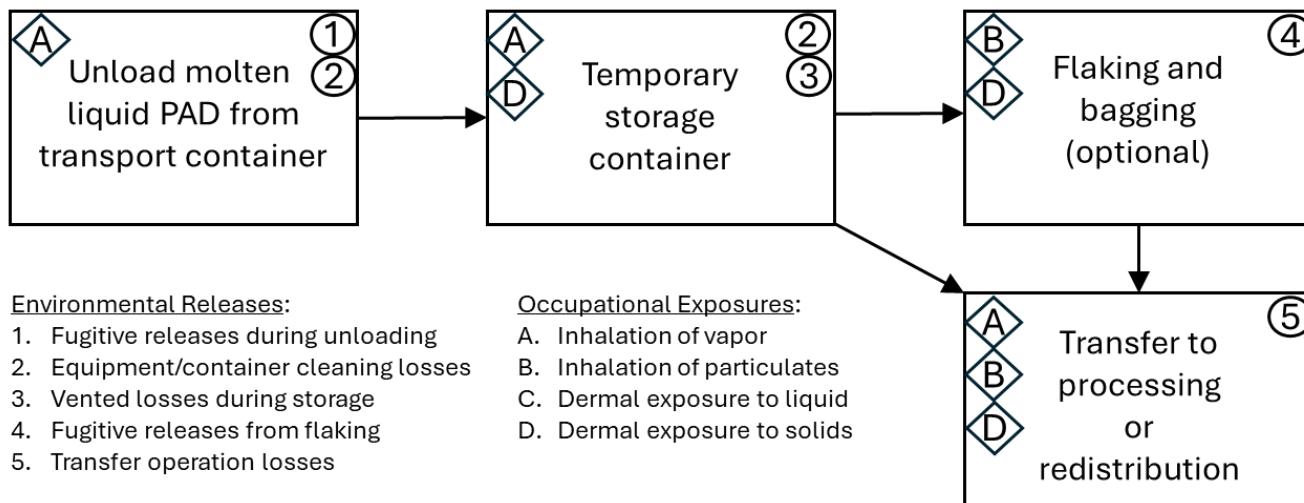 A
1
2
Unload molten
liquid PAD from
transport container
A
D
2
3
Temporary
storage
container
B
D
4
Flaking and
bagging
(optional)
Environmental Releases:
1. Fugitive releases during unloading
2. Equipment/container cleaning losses
3. Vented losses during storage
4. Fugitive releases from flaking
5. Transfer operation losses
Occupational Exposures:
A. Inhalation of vapor
B. Inhalation of particulates
C. Dermal exposure to liquid
D. Dermal exposure to solids
A
B
D
5
Transfer to
processing
or
redistribution